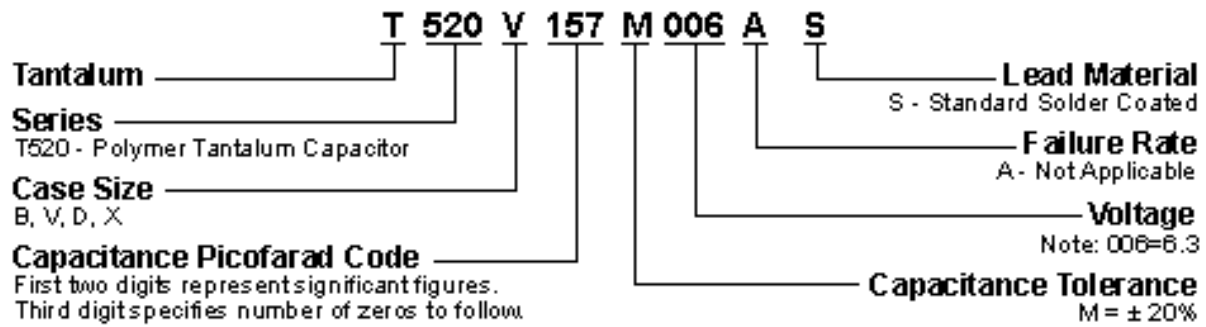 T 520 V 157 M 006 A S
Tantalum
Series
T520 - Polymer Tantalum Capacitor
Case Size
B, V, D, X
Capacitance Picofarad Code
First two digits represent significant figures.
Third digit specifies number of zeros to follow.
Lead Material
S - Standard Solder Coated
Failure Rate
A - Not Applicable
Voltage
Note: 006=6.3
Capacitance Tolerance
M = ± 20%